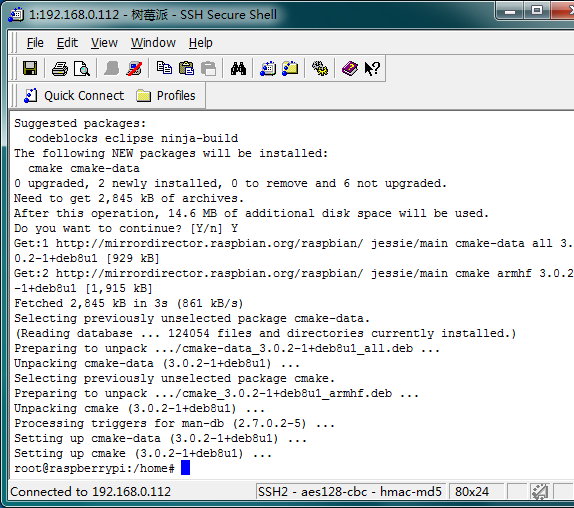 1:192.168.0.112 - 树莓派 - SSH Secure Shell
File Edit View Window Help
Quick Connect Profiles
Suggested packages:
  codeblocks eclipse ninja-build
The following NEW packages will be installed:
  cmake cmake-data
0 upgraded, 2 newly installed, 0 to remove and 6 not upgraded.
Need to get 2,845 kB of archives.
After this operation, 14.6 MB of additional disk space will be used.
Do you want to continue? [Y/n] Y
Get:1 http://mirrordirector.raspbian.org/raspbian/ jessie/main cmake-data all 3.
0.2-1+deb8u1 [929 kB]
Get:2 http://mirrordirector.raspbian.org/raspbian/ jessie/main cmake armhf 3.0.2
-1+deb8u1 [1,915 kB]
Fetched 2,845 kB in 3s (861 kB/s)
Selecting previously unselected package cmake-data.
(Reading database ... 124054 files and directories currently installed.)
Preparing to unpack .../cmake-data_3.0.2-1+deb8u1_all.deb ...
Unpacking cmake-data (3.0.2-1+deb8u1) ...
Selecting previously unselected package cmake.
Preparing to unpack .../cmake_3.0.2-1+deb8u1_armhf.deb ...
Unpacking cmake (3.0.2-1+deb8u1) ...
Processing triggers for man-db (2.7.0.2-5) ...
Setting up cmake-data (3.0.2-1+deb8u1) ...
Setting up cmake (3.0.2-1+deb8u1) ...
root@raspberrypi:/home#
Connected to 192.168.0.112 SSH2 - aes128-cbc - hmac-md5 80x24